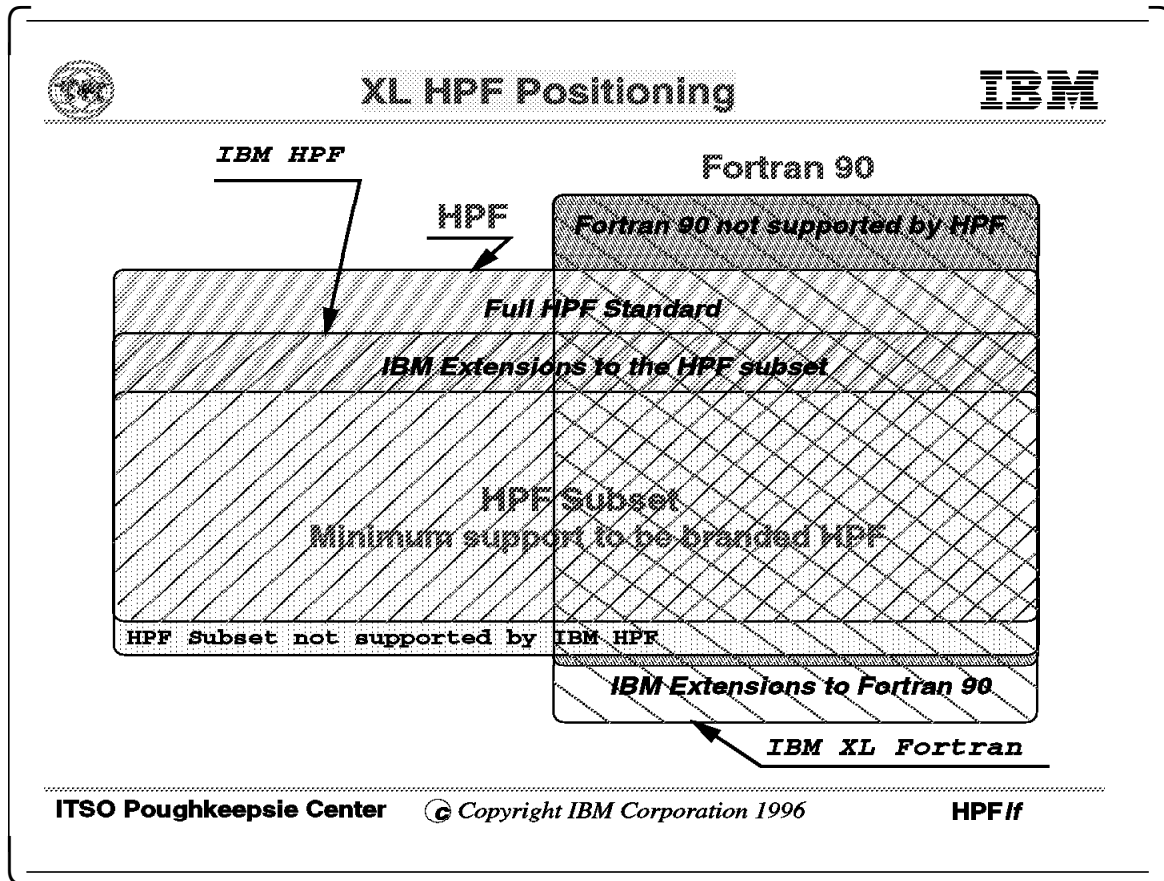 XL HPF Positioning
IBM
IBM HPF
Fortran 90
HPF
Fortran 90 not supported by HPF
Full HPF Standard
IBM Extensions to the HPF subset
HPF Subset
Minimum support to be branded HPF
HPF Subset not supported by IBM HPF
IBM Extensions to Fortran 90
IBM XL Fortran
ITSO Poughkeepsie Center © Copyright IBM Corporation 1996 HPF/f